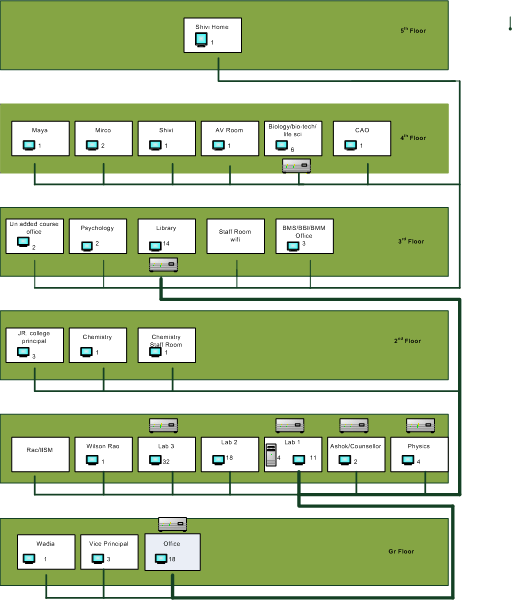 Shivi Home
1
5th Floor
Maya
1
Mirco
2
Shivi
1
AV Room
1
Biology/bio-tech/
life sci
6
CAO
1
4th Floor
Un aided course
office
2
Psychology
2
Library
14
Staff Room
wifi
BMS/BBI/BMM
Office
3
3rd Floor
JR college
principal
3
Chemistry
1
Chemistry
Staff Room
1
2nd Floor
Rac/IISM
Wilson Rao
1
Lab 3
32
Lab 2
18
Lab 1
4
11
Ashok/Counsellor
2
Physics
4
Wadia
1
Vice Principal
3
Office
18
Gr Floor